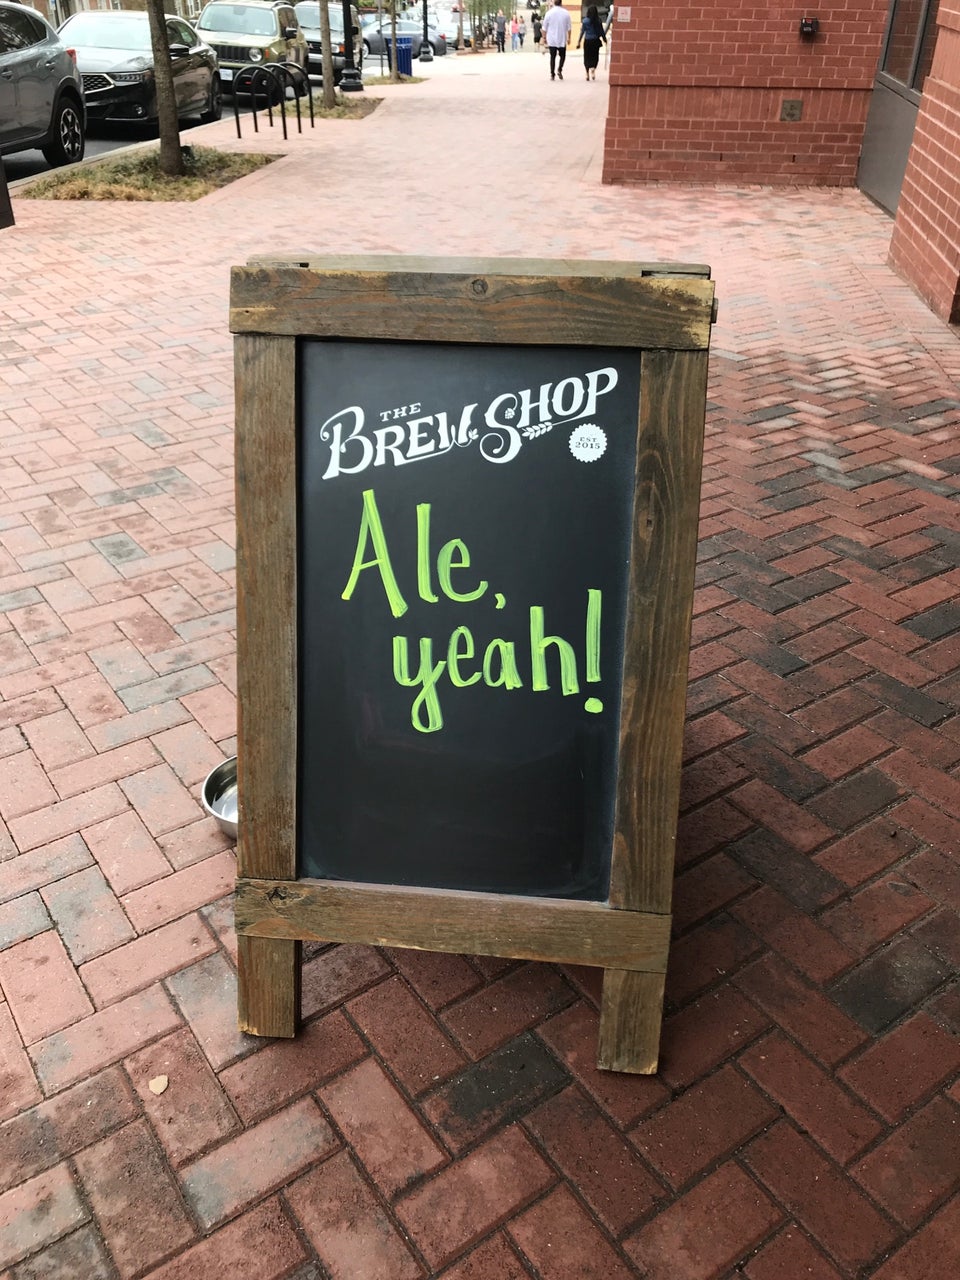 THE
BREW SHOP
EST
2015
Ale,
yeah!